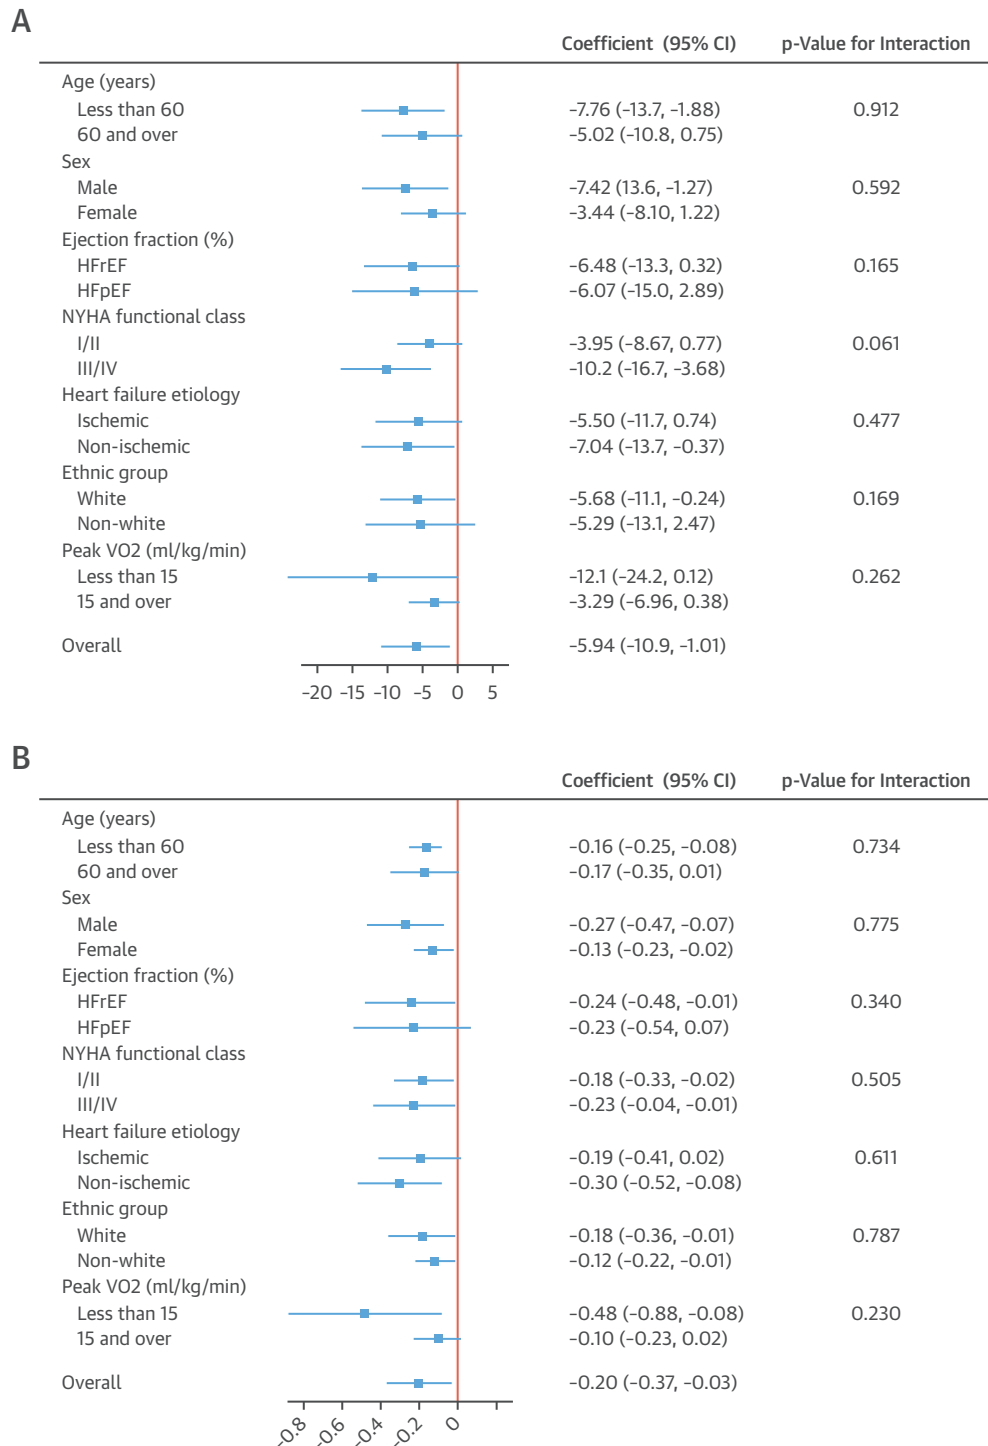 A
Coefficient (95% CI) p-Value for Interaction
Age (years)
Less than 60 -7.76 (-13.7, -1.88) 0.912
60 and over -5.02 (-10.8, 0.75)
Sex
Male -7.42 (13.6, -1.27) 0.592
Female -3.44 (-8.10, 1.22)
Ejection fraction (%)
HFrEF -6.48 (-13.3, 0.32) 0.165
HFpEF -6.07 (-15.0, 2.89)
NYHA functional class
I/II -3.95 (-8.67, 0.77) 0.061
III/IV -10.2 (-16.7, -3.68)
Heart failure etiology
Ischemic -5.50 (-11.7, 0.74) 0.477
Non-ischemic -7.04 (-13.7, -0.37)
Ethnic group
White -5.68 (-11.1, -0.24) 0.169
Non-white -5.29 (-13.1, 2.47)
Peak VO2 (ml/kg/min)
Less than 15 -12.1 (-24.2, 0.12) 0.262
15 and over -3.29 (-6.96, 0.38)
Overall -5.94 (-10.9, -1.01)
-20 -15 -10 -5 0 5
B
Coefficient (95% CI) p-Value for Interaction
Age (years)
Less than 60 -0.16 (-0.25, -0.08) 0.734
60 and over -0.17 (-0.35, 0.01)
Sex
Male -0.27 (-0.47, -0.07) 0.775
Female -0.13 (-0.23, -0.02)
Ejection fraction (%)
HFrEF -0.24 (-0.48, -0.01) 0.340
HFpEF -0.23 (-0.54, 0.07)
NYHA functional class
I/II -0.18 (-0.33, -0.02) 0.505
III/IV -0.23 (-0.04, -0.01)
Heart failure etiology
Ischemic -0.19 (-0.41, 0.02) 0.611
Non-ischemic -0.30 (-0.52, -0.08)
Ethnic group
White -0.18 (-0.36, -0.01) 0.787
Non-white -0.12 (-0.22, -0.01)
Peak VO2 (ml/kg/min)
Less than 15 -0.48 (-0.88, -0.08) 0.230
15 and over -0.10 (-0.23, 0.02)
Overall -0.20 (-0.37, -0.03)
-0.8 -0.6 -0.4 -0.2 0